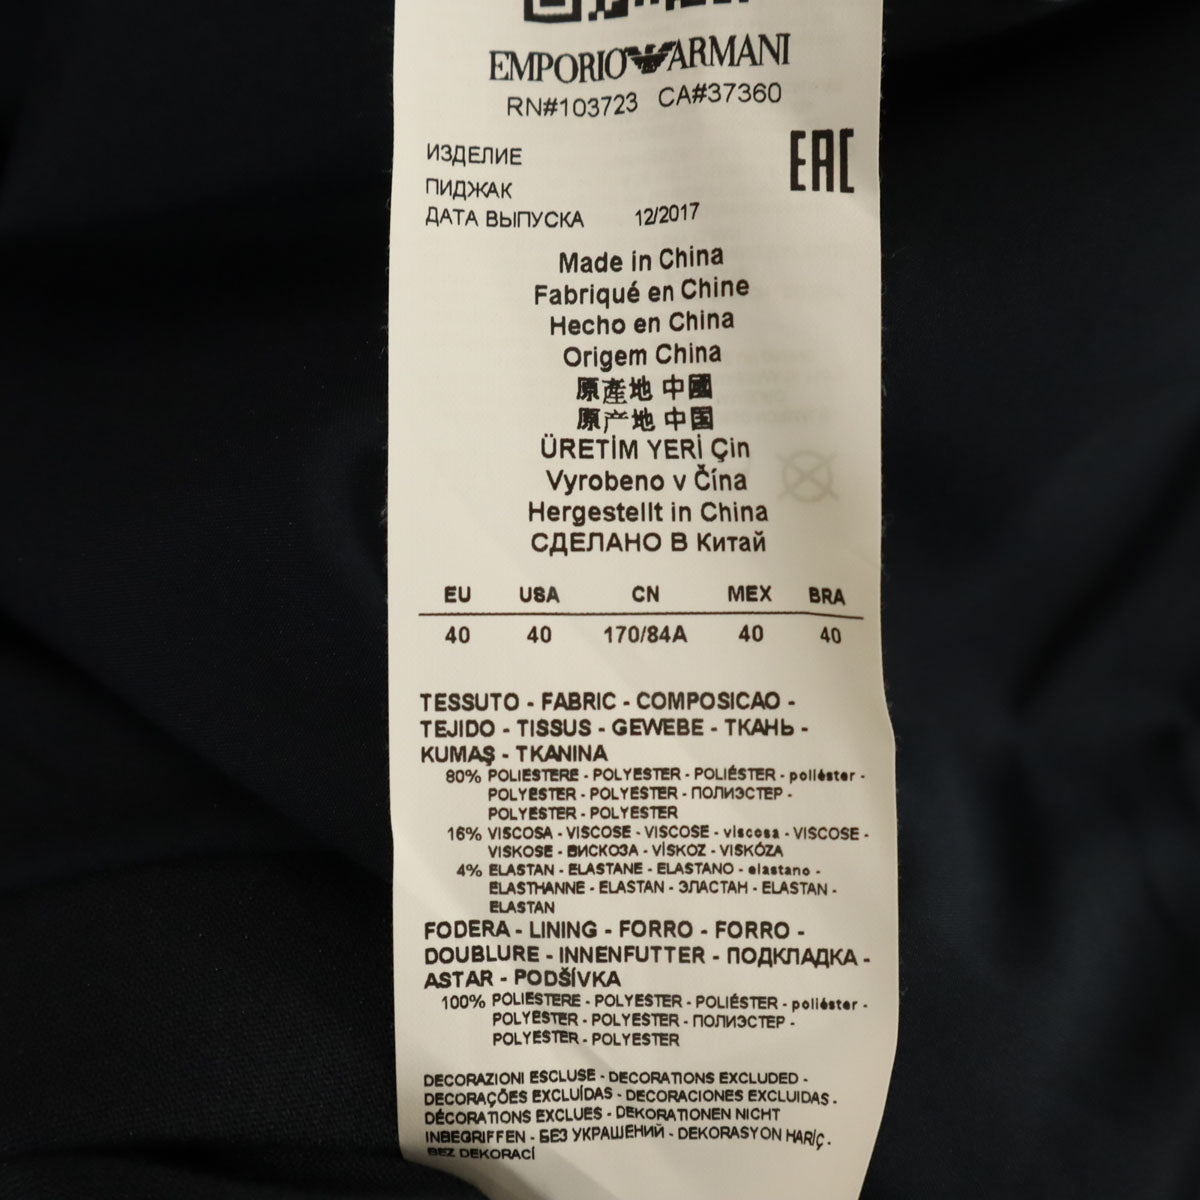 EMPORIO ARMANI
RN#103723 CA#37360
EAC
ИЗДЕЛИЕ
ПИДЖАК
ДАТА ВЫПУСКА 12/2017
Made in China
Fabriqué en Chine
Hecho en China
Origem China
原產地 中國
原产地 中国
ÜRETİM YERİ Çin
Vyrobeno v Čína
Hergestellt in China
СДЕЛАНО В Китай
EU USA CN MEX BRA
40 40 170/84A 40 40
TESSUTO - FABRIC - COMPOSICAO -
TEJIDO - TISSUS - GEWEBE - ТКАНЬ -
KUMAŞ - TKANINA
80% POLIESTERE - POLYESTER - POLIÉSTER - poliéster -
POLYESTER - POLYESTER - ПОЛИЭСТЕР -
POLYESTER - POLYESTER
16% VISCOSA - VISCOSE - VISCOSE - viscosa - VISCOSE -
VISKOSE - ВИСКОЗА - VİSKOZ - VISKÓZA
4% ELASTAN - ELASTANE - ELASTANO - elastano -
ELASTHANNE - ELASTAN - ЭЛАСТАН - ELASTAN -
ELASTAN
FODERA - LINING - FORRO - FORRO -
DOUBLURE - INNENFUTTER - ПОДКЛАДКА -
ASTAR - PODŠÍVKA
100% POLIESTERE - POLYESTER - POLIÉSTER - poliéster -
POLYESTER - POLYESTER - ПОЛИЭСТЕР -
POLYESTER - POLYESTER
DECORAZIONI ESCLUSE - DECORATIONS EXCLUDED -
DECORAÇÕES EXCLUÍDAS - DECORACIONES EXCLUIDAS -
DÉCORATIONS EXCLUES - DEKORATIONEN NICHT
INBEGRIFFEN - БЕЗ УКРАШЕНИЙ - DEKORASYON HARİÇ -
BEZ DEKORACÍ